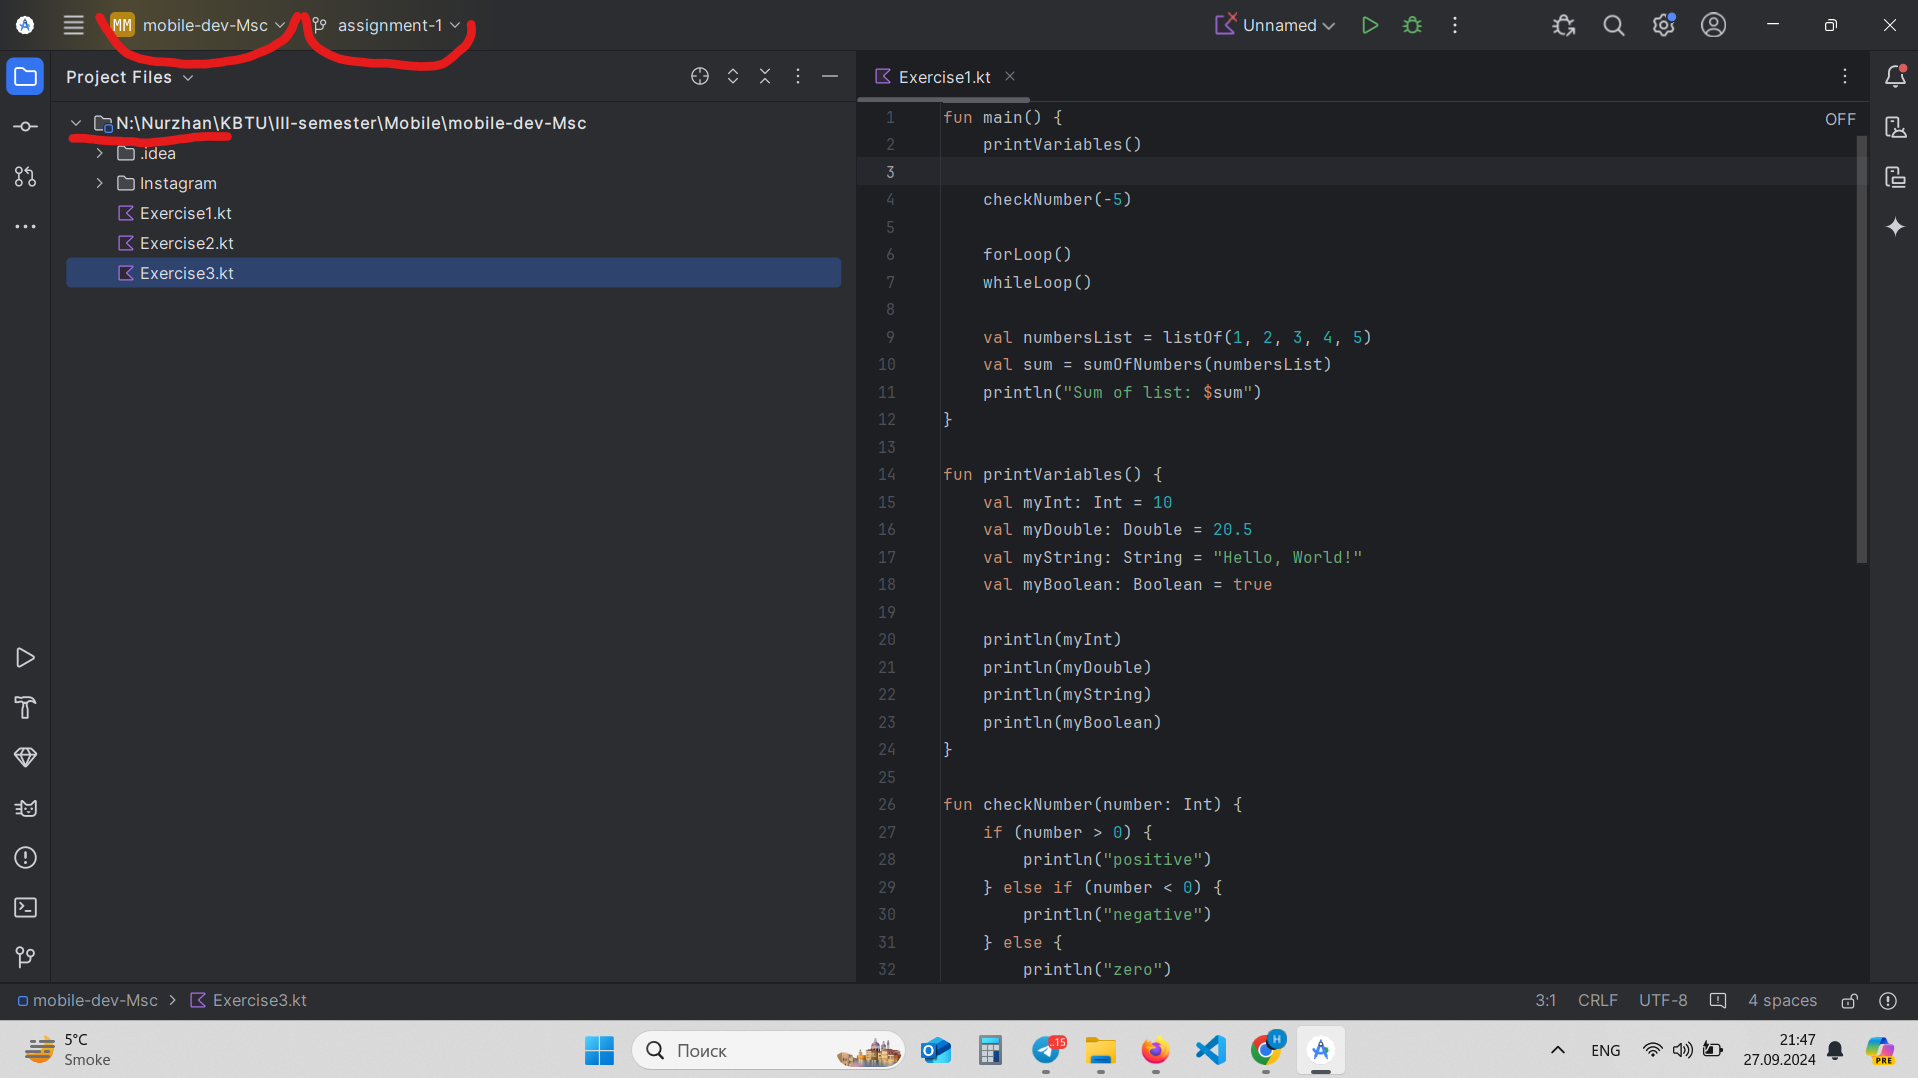 MM mobile-dev-Msc assignment-1 Unnamed
Project Files
N:\Nurzhan\KBTU\III-semester\Mobile\mobile-dev-Msc
.idea
Instagram
Exercise1.kt
Exercise2.kt
Exercise3.kt
Exercise1.kt
OFF
1 fun main() {
2     printVariables()
3
4     checkNumber(-5)
5
6     forLoop()
7     whileLoop()
8
9     val numbersList = listOf(1, 2, 3, 4, 5)
10     val sum = sumOfNumbers(numbersList)
11     println("Sum of list: $sum")
12 }
13
14 fun printVariables() {
15     val myInt: Int = 10
16     val myDouble: Double = 20.5
17     val myString: String = "Hello, World!"
18     val myBoolean: Boolean = true
19
20     println(myInt)
21     println(myDouble)
22     println(myString)
23     println(myBoolean)
24 }
25
26 fun checkNumber(number: Int) {
27     if (number > 0) {
28         println("positive")
29     } else if (number < 0) {
30         println("negative")
31     } else {
32         println("zero")
mobile-dev-Msc > Exercise3.kt 3:1 CRLF UTF-8 4 spaces
5°C
Smoke
Поиск
..15
H
ENG
21:47
27.09.2024
PRE